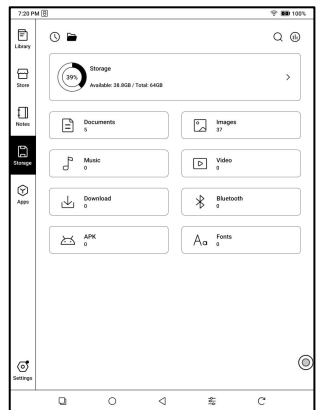 7:20 PM
100%
Library
Store
Notes
Storage
Apps
Settings
39%
Storage
Available: 38.8GB / Total: 64GB
Documents
5
Images
37
Music
0
Video
0
Download
0
Bluetooth
0
APK
0
Aa
Fonts
0